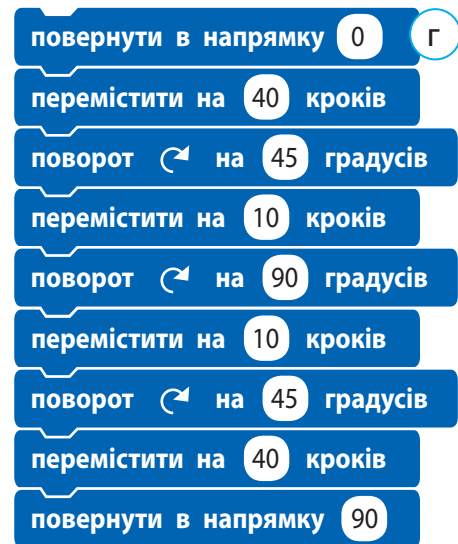 повернути в напрямку 0 г
перемістити на 40 кроків
поворот на 45 градусів
перемістити на 10 кроків
поворот на 90 градусів
перемістити на 10 кроків
поворот на 45 градусів
перемістити на 40 кроків
повернути в напрямку 90